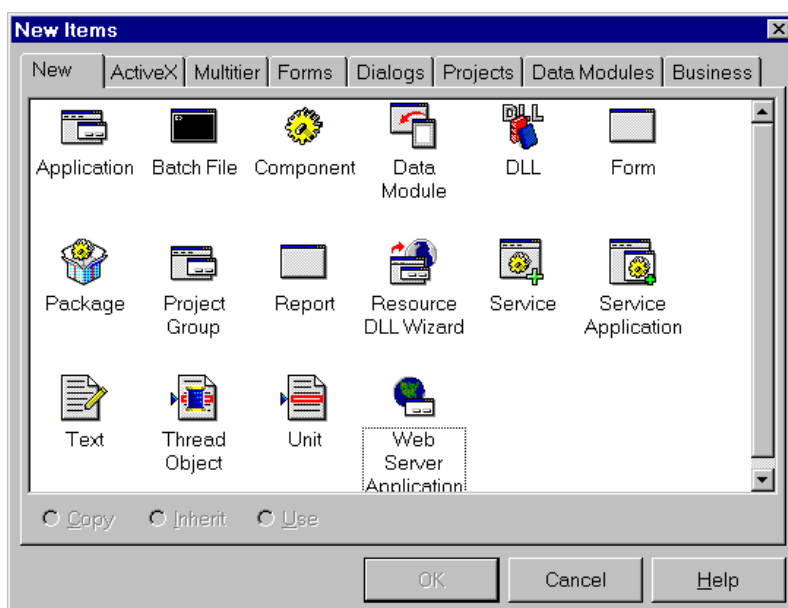 New Items
New ActiveX Multitier Forms Dialogs Projects Data Modules Business
DLL
Application Batch File Component Data Module DLL Form
Package Project Group Report Resource DLL Wizard Service Service Application
Text Thread Object Unit Web Server Application
Copy Inherit Use
OK Cancel Help